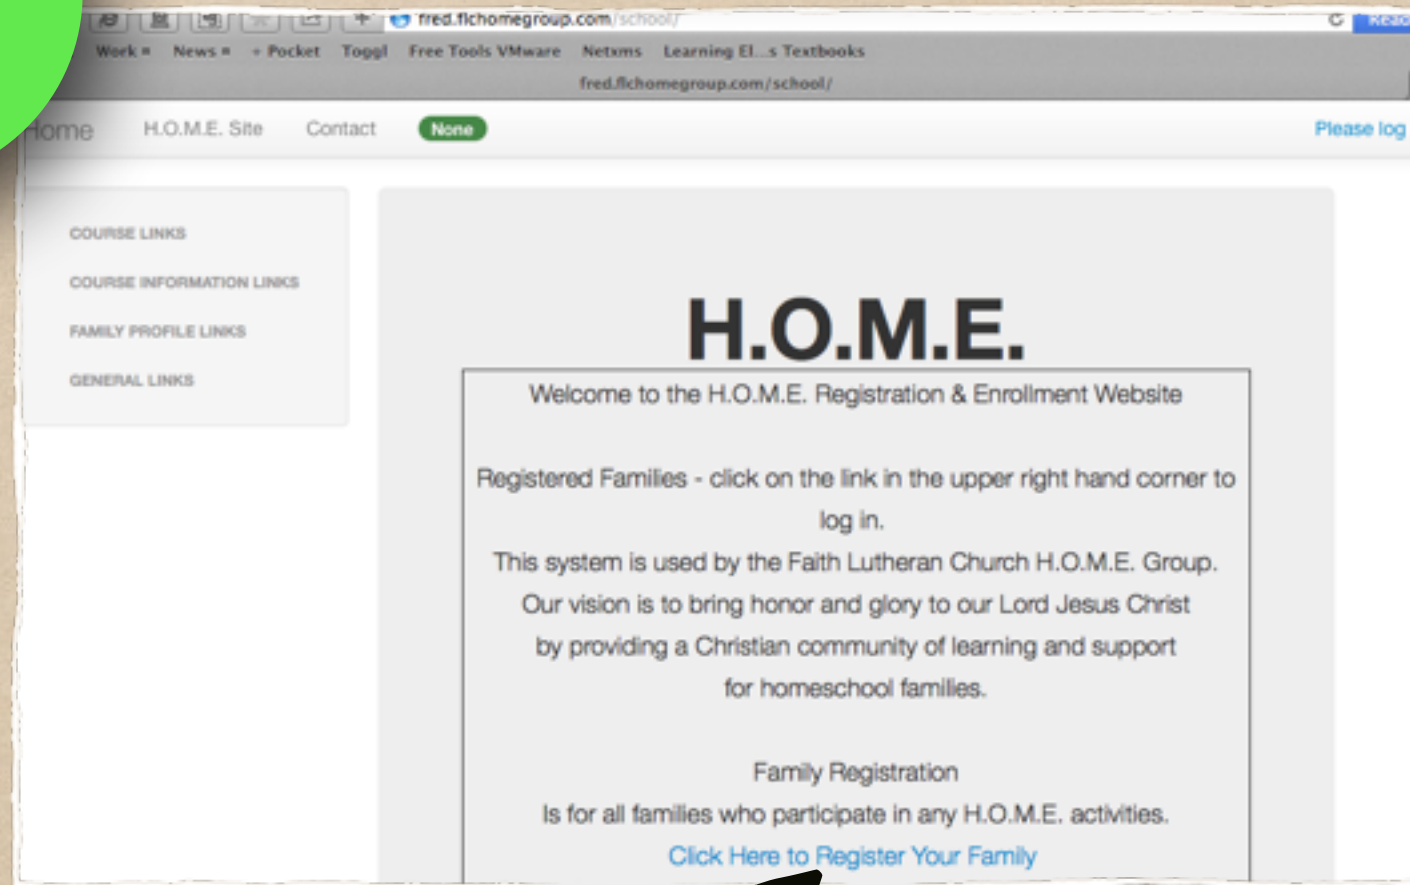 fred.flchomegroup.com/school/
Work News + Pocket Toggl Free Tools VMware Netxms Learning El...s Textbooks
fred.flchomegroup.com/school/
Home H.O.M.E. Site Contact None Please log
COURSE LINKS
COURSE INFORMATION LINKS
FAMILY PROFILE LINKS
GENERAL LINKS
H.O.M.E.
Welcome to the H.O.M.E. Registration & Enrollment Website
Registered Families - click on the link in the upper right hand corner to
log in.
This system is used by the Faith Lutheran Church H.O.M.E. Group.
Our vision is to bring honor and glory to our Lord Jesus Christ
by providing a Christian community of learning and support
for homeschool families.
Family Registration
Is for all families who participate in any H.O.M.E. activities.
Click Here to Register Your Family